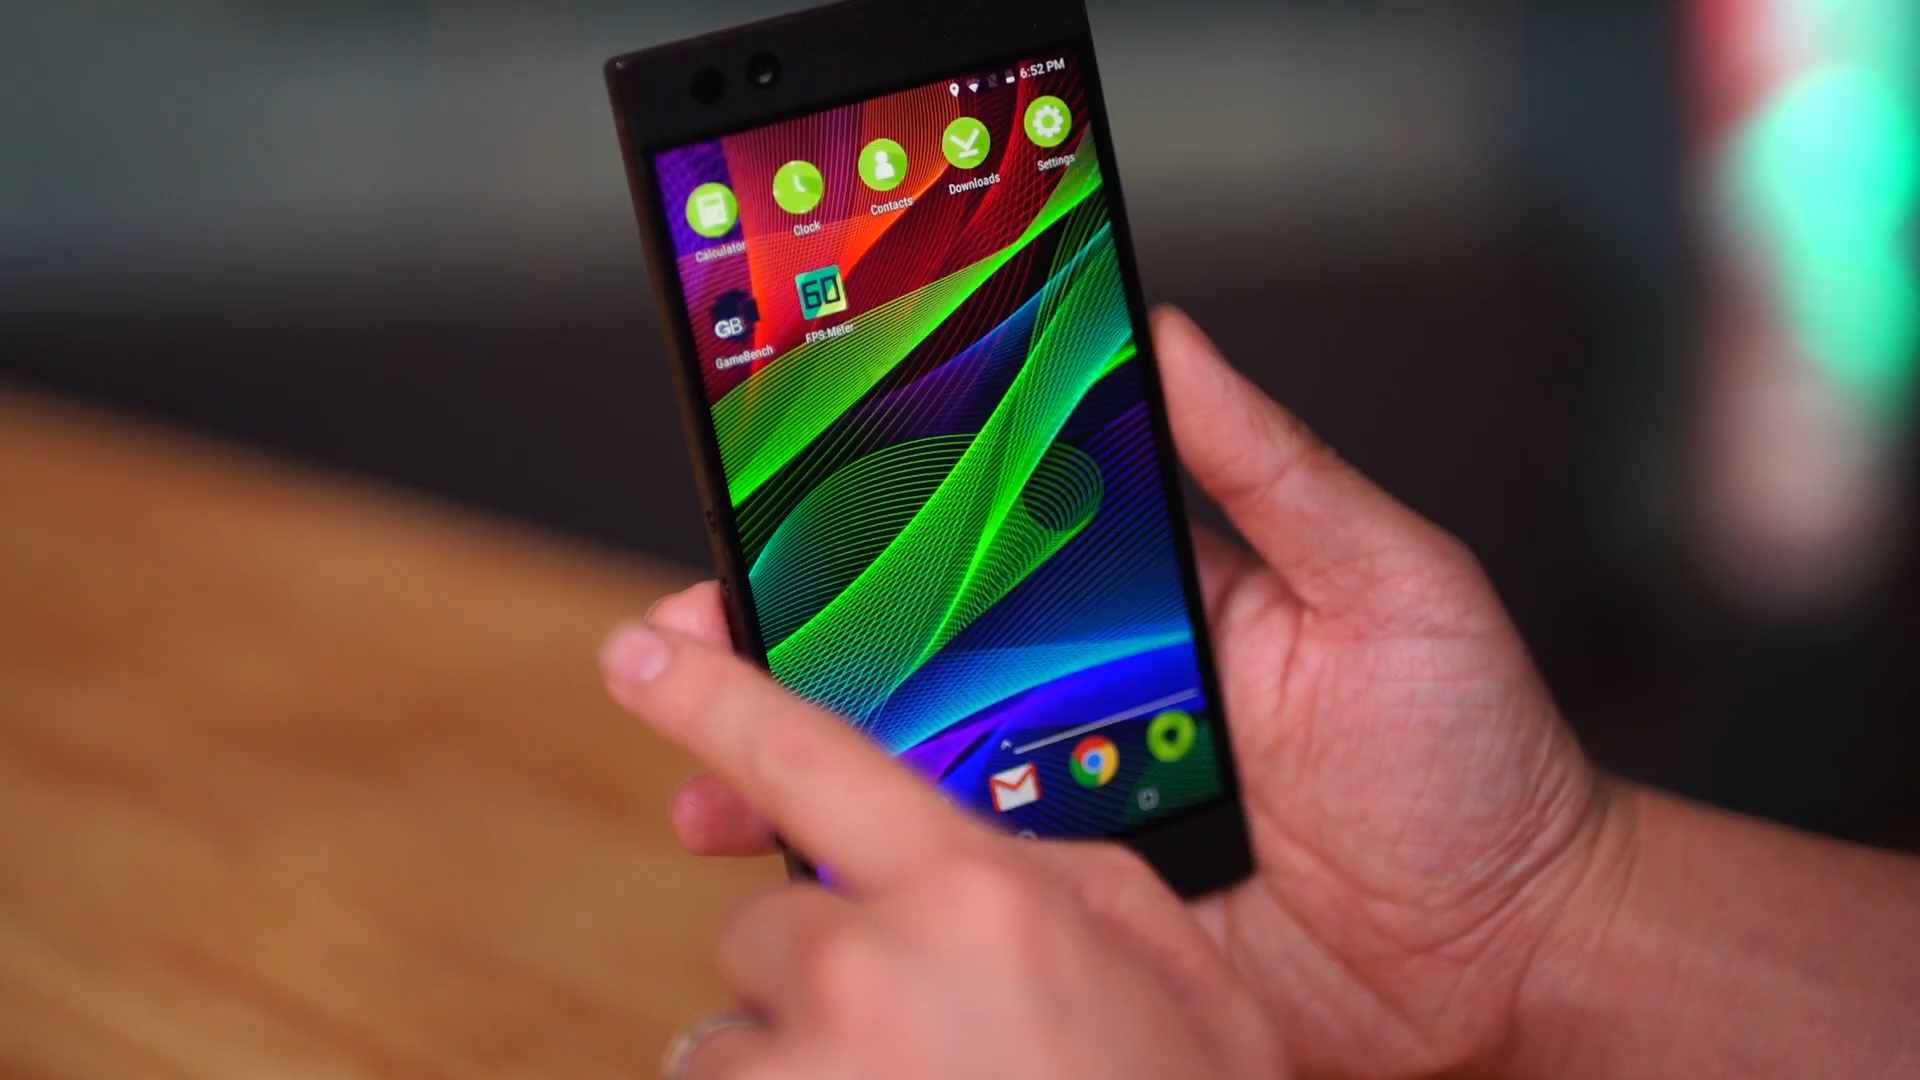 6:52 PM
Calculator
Clock
Contacts
Downloads
Settings
GB
GameBench
60
FPS Meter